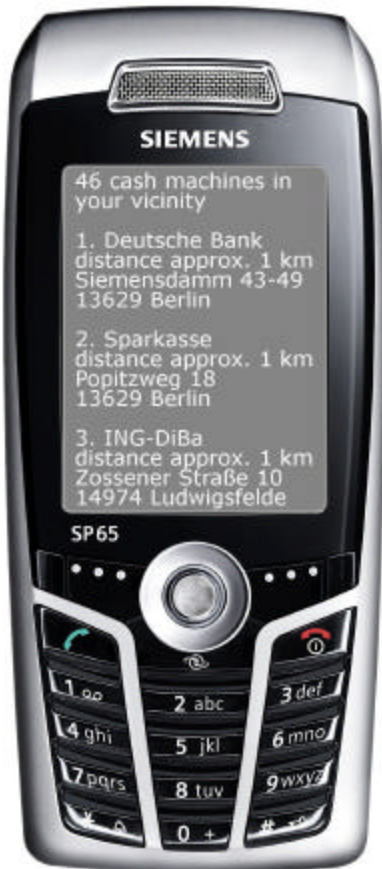 SIEMENS
46 cash machines in
your vicinity
1. Deutsche Bank
distance approx. 1 km
Siemensdamm 43-49
13629 Berlin
2. Sparkasse
distance approx. 1 km
Popitzweg 18
13629 Berlin
3. ING-DiBa
distance approx. 1 km
Zossener Straße 10
14974 Ludwigsfelde
SP65
1
2 abc
3 def
4 ghi
5 jkl
6 mno
7 pqrs
8 tuv
9 wxyz
*
0 +
#